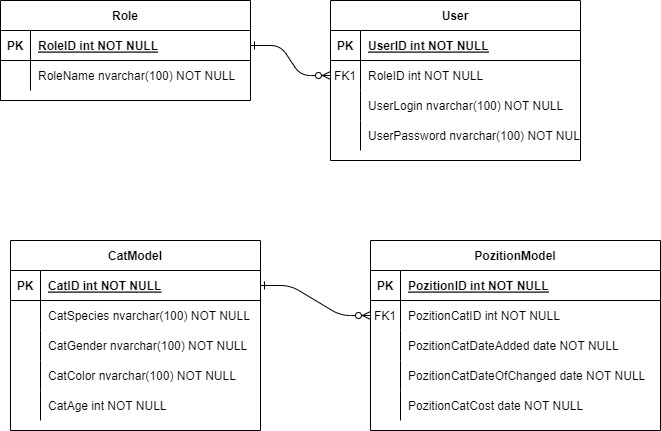 Role
PK RoleID int NOT NULL
RoleName nvarchar(100) NOT NULL
User
PK UserID int NOT NULL
FK1 RoleID int NOT NULL
UserLogin nvarchar(100) NOT NULL
UserPassword nvarchar(100) NOT NUL
CatModel
PK CatID int NOT NULL
CatSpecies nvarchar(100) NOT NULL
CatGender nvarchar(100) NOT NULL
CatColor nvarchar(100) NOT NULL
CatAge int NOT NULL
PozitionModel
PK PozitionID int NOT NULL
FK1 PozitionCatID int NOT NULL
PozitionCatDateAdded date NOT NULL
PozitionCatDateOfChanged date NOT NULL
PozitionCatCost date NOT NULL